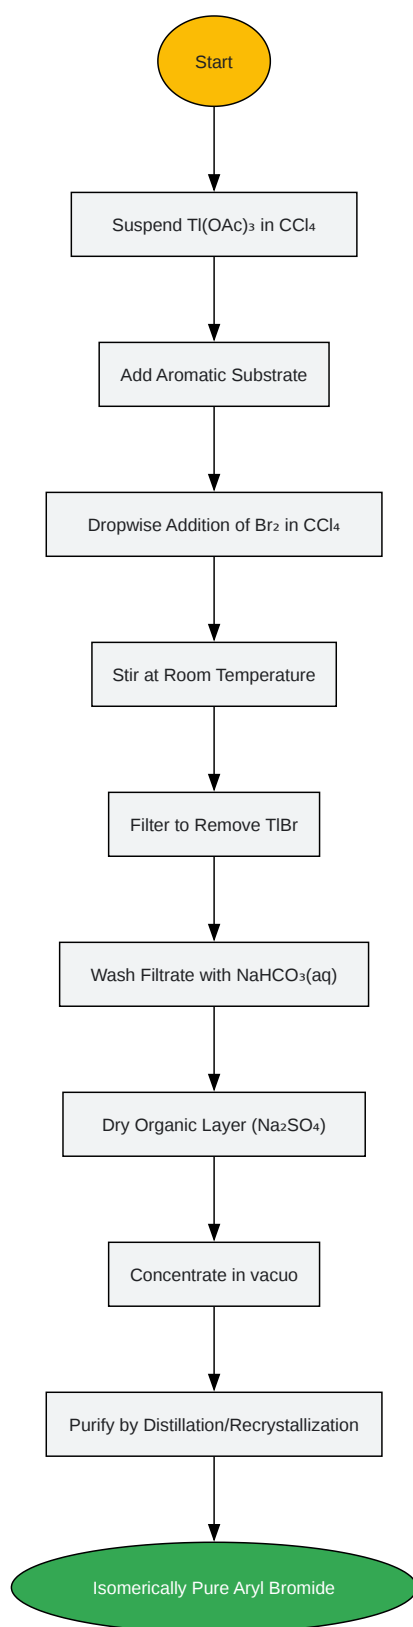 Start
Suspend Tl(OAc)₃ in CCl₄
Add Aromatic Substrate
Dropwise Addition of Br₂ in CCl₄
Stir at Room Temperature
Filter to Remove TlBr
Wash Filtrate with NaHCO₃(aq)
Dry Organic Layer (Na₂SO₄)
Concentrate in vacuo
Purify by Distillation/Recrystallization
Isomerically Pure Aryl Bromide